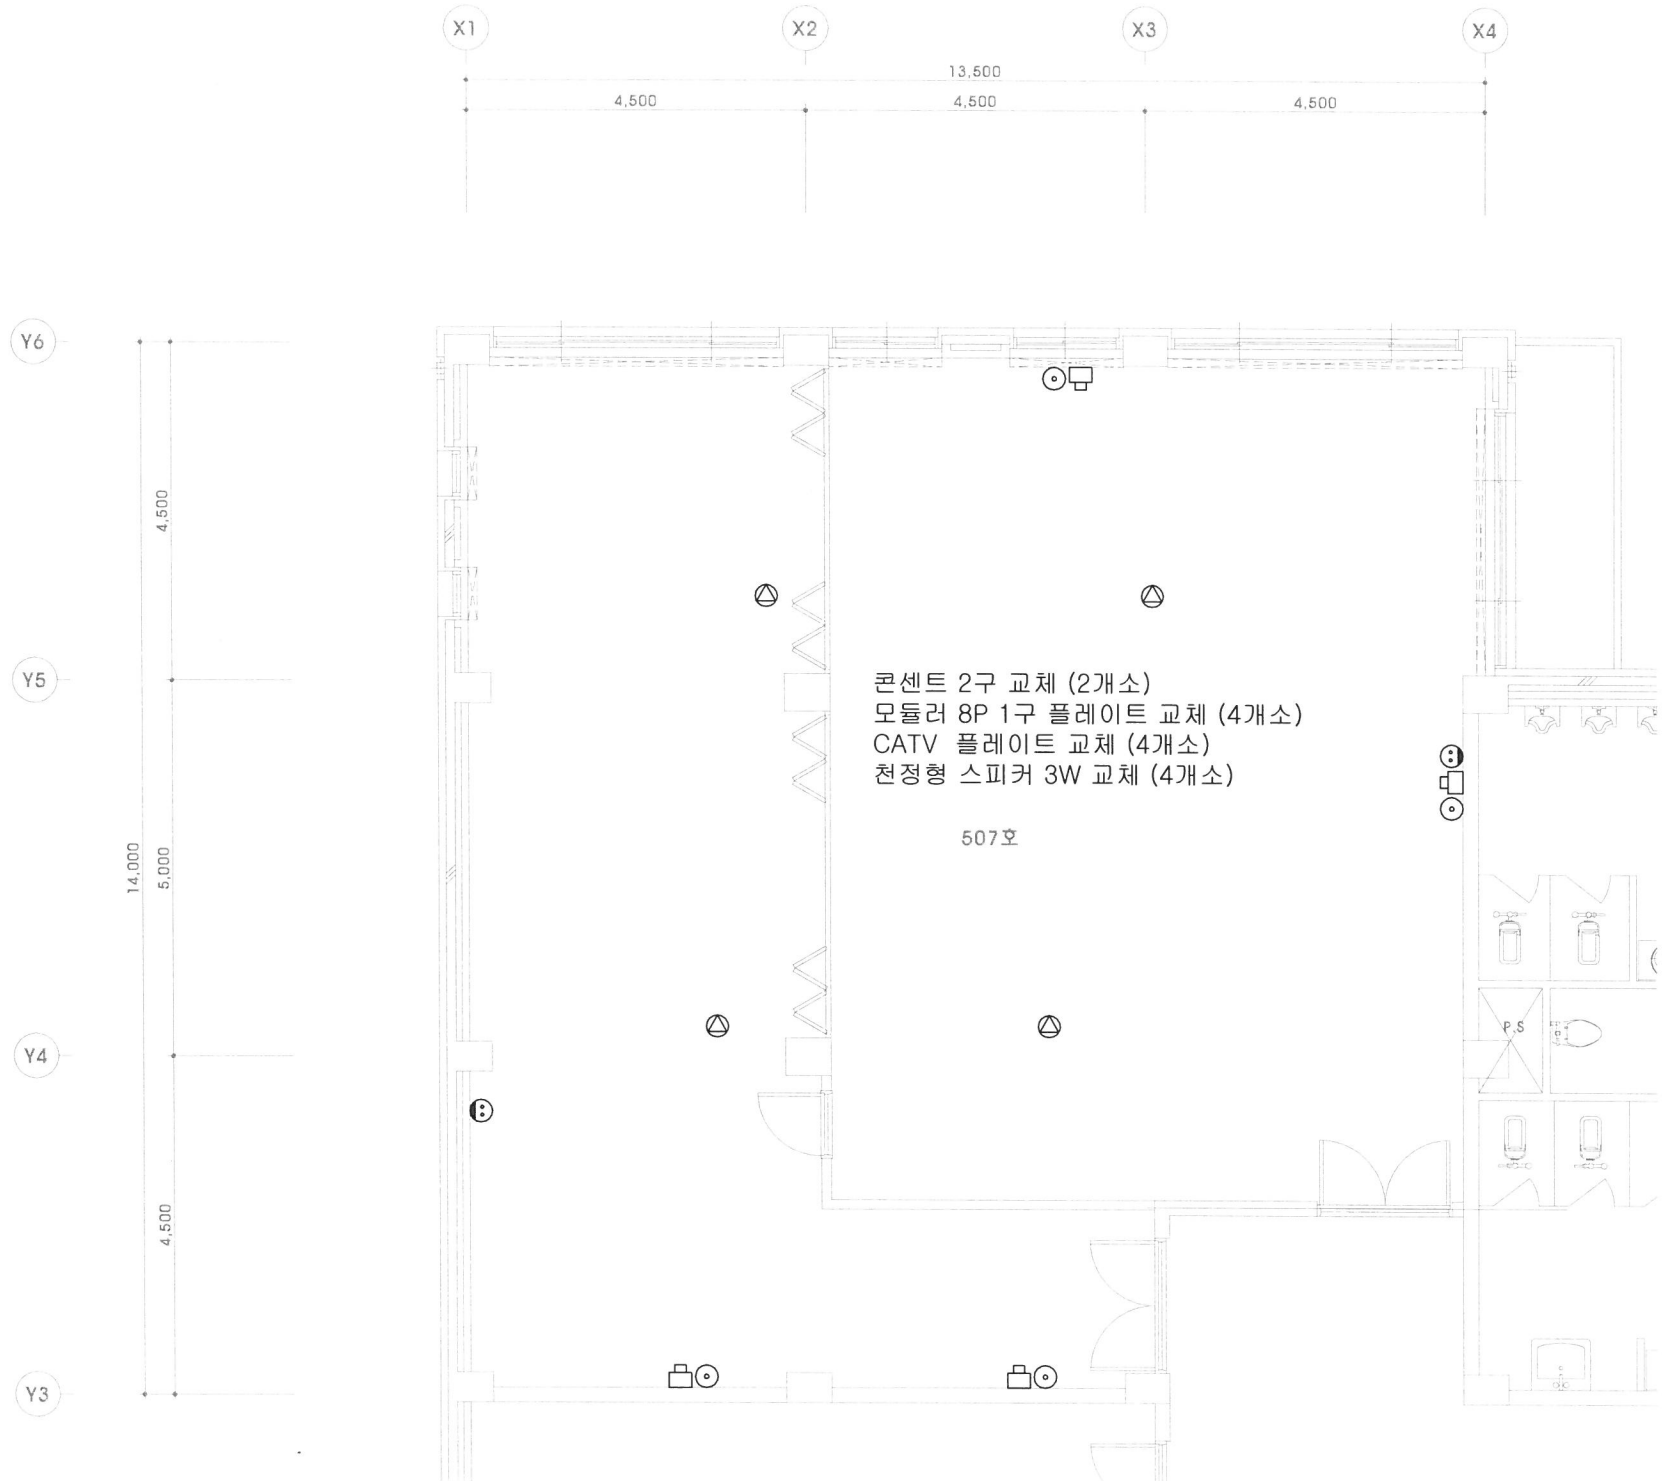 X1
X2
X3
X4
13,500
4,500
4,500
4,500
Y6
4,500
Y5
콘센트 2구 교체 (2개소)
모듈러 8P 1구 플레이트 교체 (4개소)
CATV 플레이트 교체 (4개소)
천정형 스피커 3W 교체 (4개소)
507호
14,000
5,000
P.S
Y4
4,500
Y3